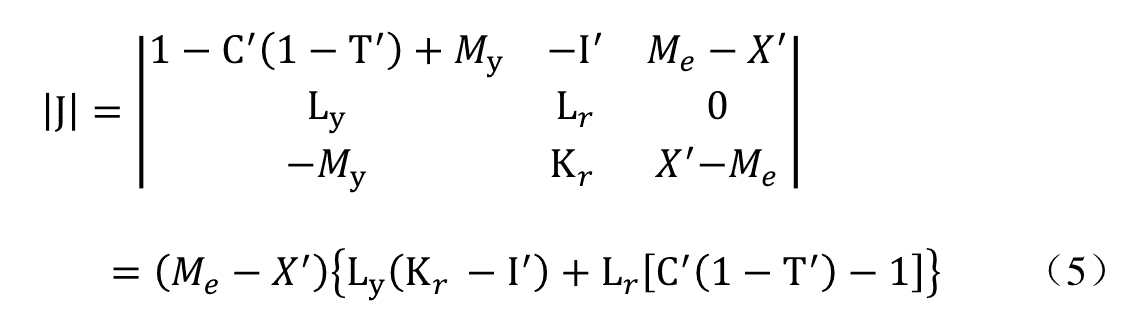 |J| = |1 − C′(1 − T′) + M_y −I′ M_e − X′|
L_y L_r 0
−M_y K_r X′−M_e
= (M_e − X′){L_y(K_r − I′) + L_r[C′(1 − T′) − 1]} （5）